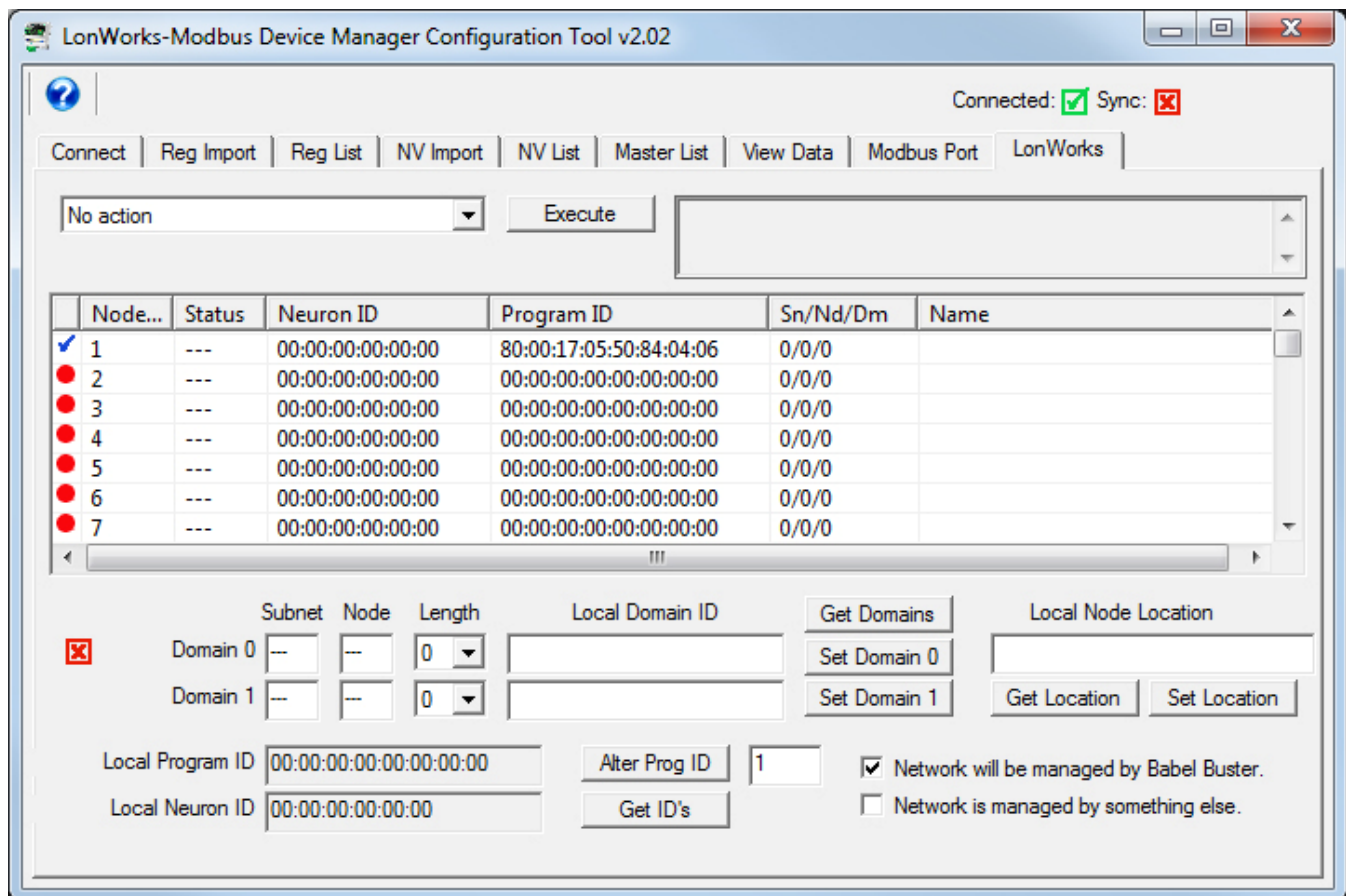 LonWorks-Modbus Device Manager Configuration Tool v2.02
Connected: Sync:
Connect Reg Import Reg List NV Import NV List Master List View Data Modbus Port LonWorks
No action Execute
Node... Status Neuron ID Program ID Sn/Nd/Dm Name
1 --- 00:00:00:00:00:00 80:00:17:05:50:84:04:06 0/0/0
2 --- 00:00:00:00:00:00 00:00:00:00:00:00:00:00 0/0/0
3 --- 00:00:00:00:00:00 00:00:00:00:00:00:00:00 0/0/0
4 --- 00:00:00:00:00:00 00:00:00:00:00:00:00:00 0/0/0
5 --- 00:00:00:00:00:00 00:00:00:00:00:00:00:00 0/0/0
6 --- 00:00:00:00:00:00 00:00:00:00:00:00:00:00 0/0/0
7 --- 00:00:00:00:00:00 00:00:00:00:00:00:00:00 0/0/0
Subnet Node Length Local Domain ID Get Domains Local Node Location
Domain 0 --- --- 0 Set Domain 0
Domain 1 --- --- 0 Set Domain 1 Get Location Set Location
Local Program ID 00:00:00:00:00:00:00:00 Alter Prog ID 1 Network will be managed by Babel Buster.
Local Neuron ID 00:00:00:00:00:00 Get ID's Network is managed by something else.